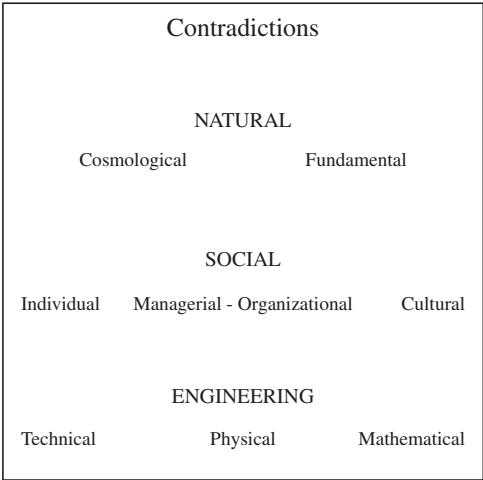 Contradictions
NATURAL
Cosmological Fundamental
SOCIAL
Individual Managerial - Organizational Cultural
ENGINEERING
Technical Physical Mathematical